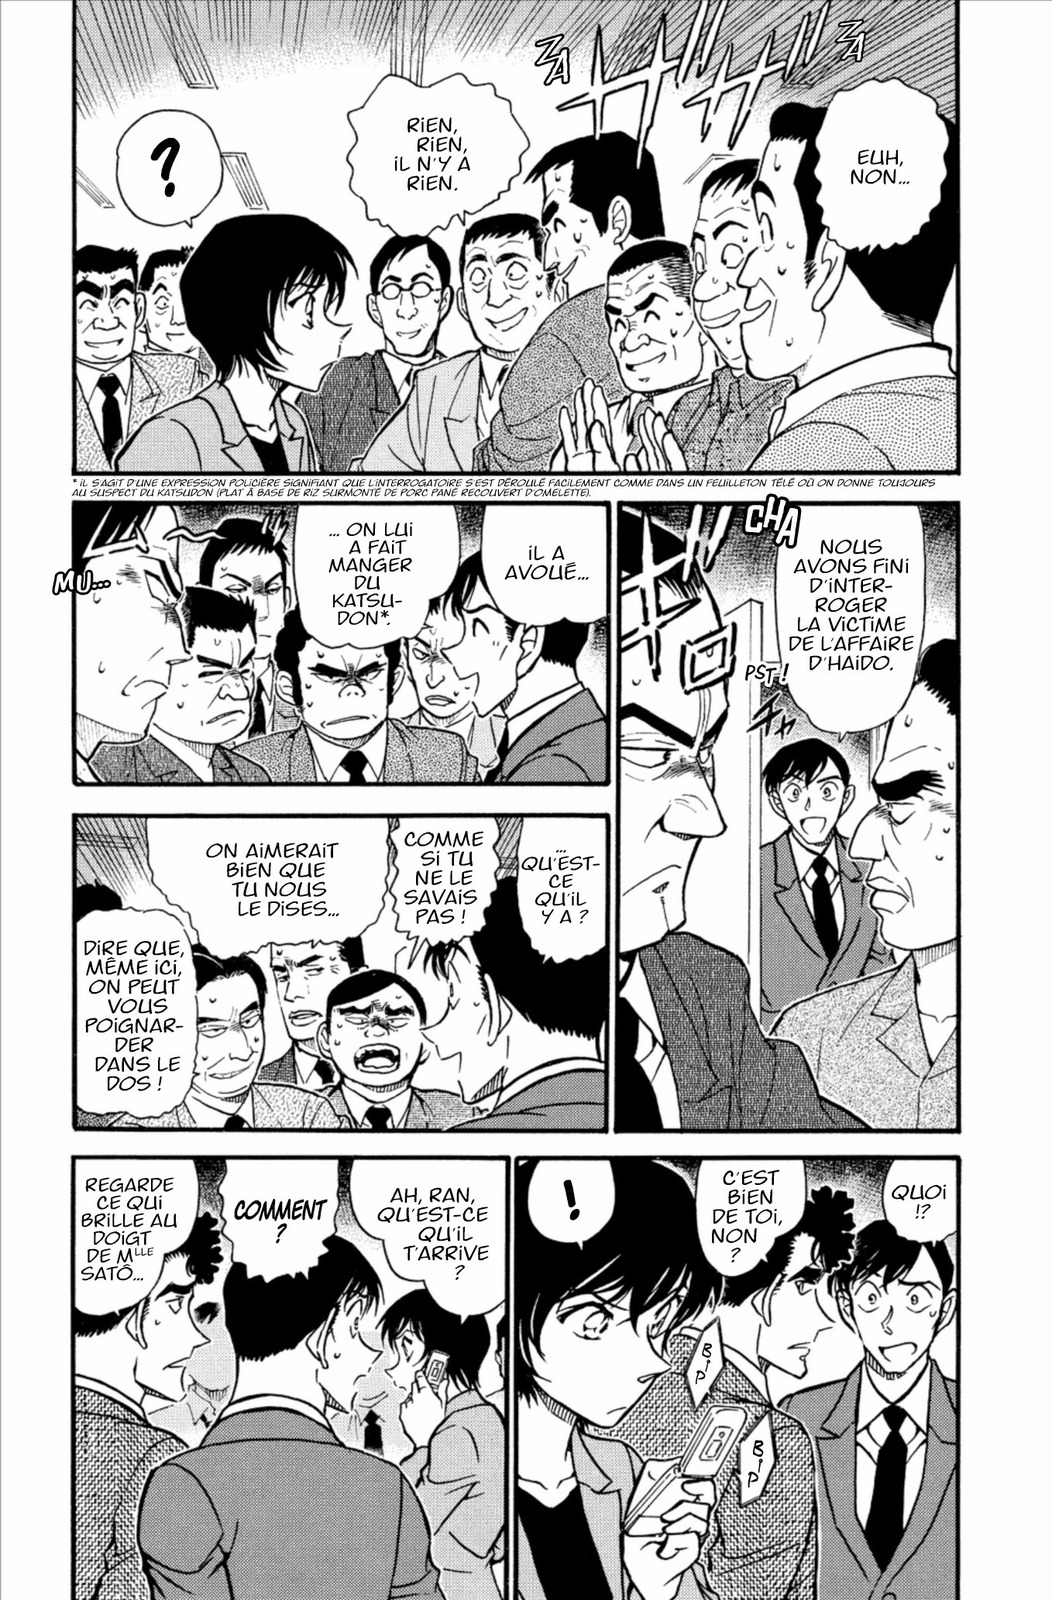 EUH,
NON...
RIEN,
RIEN,
IL N'Y A
RIEN.
?
ZA
ZA
* IL S'AGIT D'UNE EXPRESSION POLICIÈRE SIGNIFIANT QUE L'INTERROGATOIRE S'EST DÉROULÉ FACILEMENT COMME DANS UN FEUILLETON TÉLÉ OÙ ON DONNE TOUJOURS
AU SUSPECT DU KATSUDON (PLAT À BASE DE RIZ SURMONTÉ DE PORC PANÉ RECOUVERT D'OMELETTE).
CHA
NOUS
AVONS FINI
D'INTER-
ROGER
LA VICTIME
DE L'AFFAIRE
D'HAIDO.
PST !
IL A
AVOUÉ...
... ON LUI
A FAIT
MANGER
DU
KATSU-
DON*.
MU...
...
QU'EST-
CE
QU'IL
Y A ?
COMME
SI TU
NE LE
SAVAIS
PAS !
ON AIMERAIT
BIEN QUE
TU NOUS
LE DISES...
DIRE QUE,
MÊME ICI,
ON PEUT
VOUS
POIGNAR-
DER
DANS LE
DOS !
QUOI
!?
C'EST
BIEN
DE TOI,
NON
?
!
BIP
BIP
AH, RAN,
QU'EST-CE
QU'IL
T'ARRIVE
?
COMMENT
?
REGARDE
CE QUI
BRILLE AU
DOIGT
DE MLLE
SATÔ...